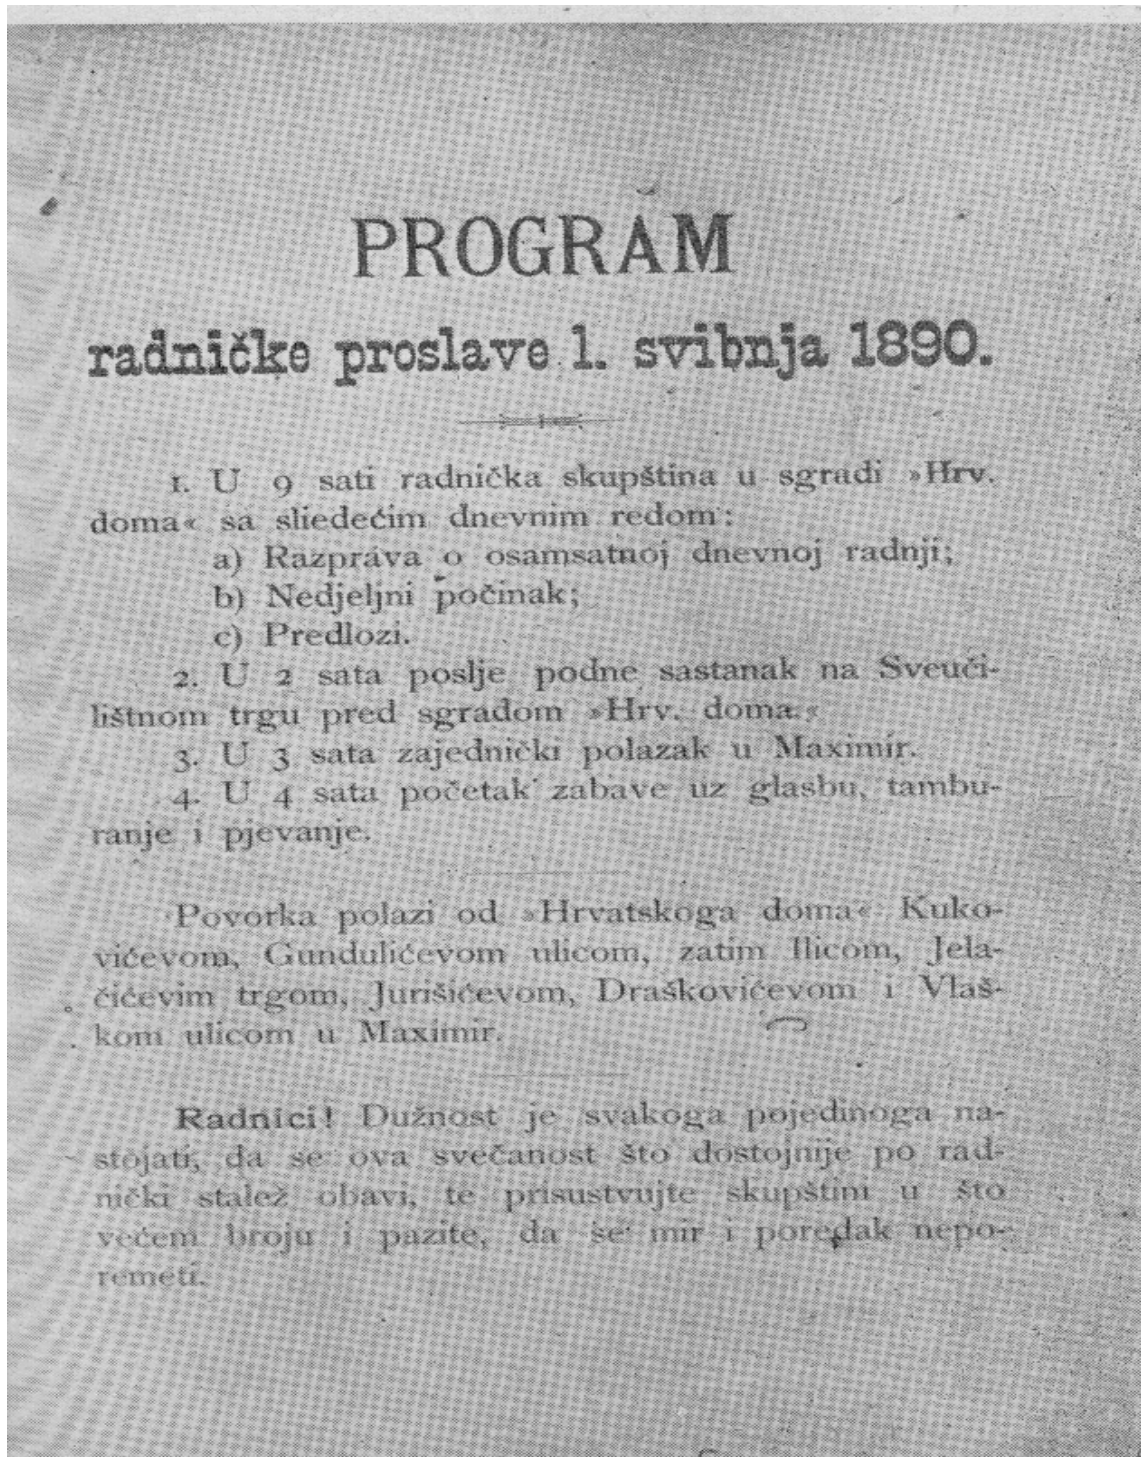 PROGRAM
radničke proslave 1. svibnja 1890.
1. U 9 sati radnička skupština u sgradi »Hrv.
doma« sa sliedećim dnevnim redom:
a) Razprava o osamsatnoj dnevnoj radnji;
b) Nedjeljni počinak;
c) Predlozi.
2. U 2 sata poslje podne sastanak na Sveuči-
lištnom trgu pred sgradom »Hrv. doma.«
3. U 3 sata zajednički polazak u Maximir.
4. U 4 sata početak zabave uz glasbu, tambu-
ranje i pjevanje.
Povorka polazi od »Hrvatskoga doma« Kuko-
vićevom, Gundulićevom ulicom, zatim Ilicom, Jela-
čićevim trgom, Jurišićevom, Draškovićevom i Vlaš-
kom ulicom u Maximir.
Radnici! Dužnost je svakoga pojedinoga na-
stojati, da se ova svečanost što dostojnije po rad-
nički stalež obavi, te prisustvujte skupštini u što
većem broju i pazite, da se mir i poredak nepo-
remeti.